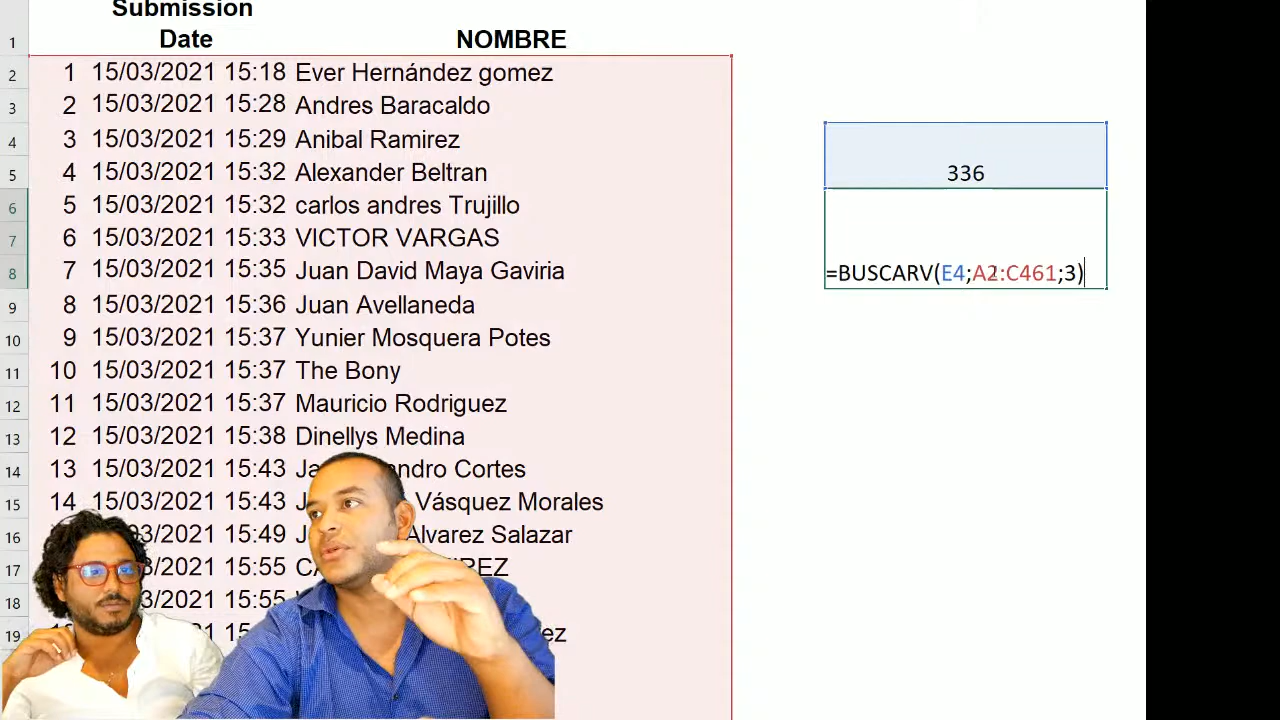 Submission
Date NOMBRE
1
2 1 15/03/2021 15:18 Ever Hernández gomez
3 2 15/03/2021 15:28 Andres Baracaldo
4 3 15/03/2021 15:29 Anibal Ramirez
5 4 15/03/2021 15:32 Alexander Beltran 336
6 5 15/03/2021 15:32 carlos andres Trujillo
7 6 15/03/2021 15:33 VICTOR VARGAS
8 7 15/03/2021 15:35 Juan David Maya Gaviria =BUSCARV(E4;A2:C461;3)
9 8 15/03/2021 15:36 Juan Avellaneda
10 9 15/03/2021 15:37 Yunier Mosquera Potes
11 10 15/03/2021 15:37 The Bony
12 11 15/03/2021 15:37 Mauricio Rodriguez
13 12 15/03/2021 15:38 Dinellys Medina
14 13 15/03/2021 15:43 Cortes
15 14 15/03/2021 15:43 Vásquez Morales
16 15:49 Alvarez Salazar
17 15:55
18 /2021 15:55
19